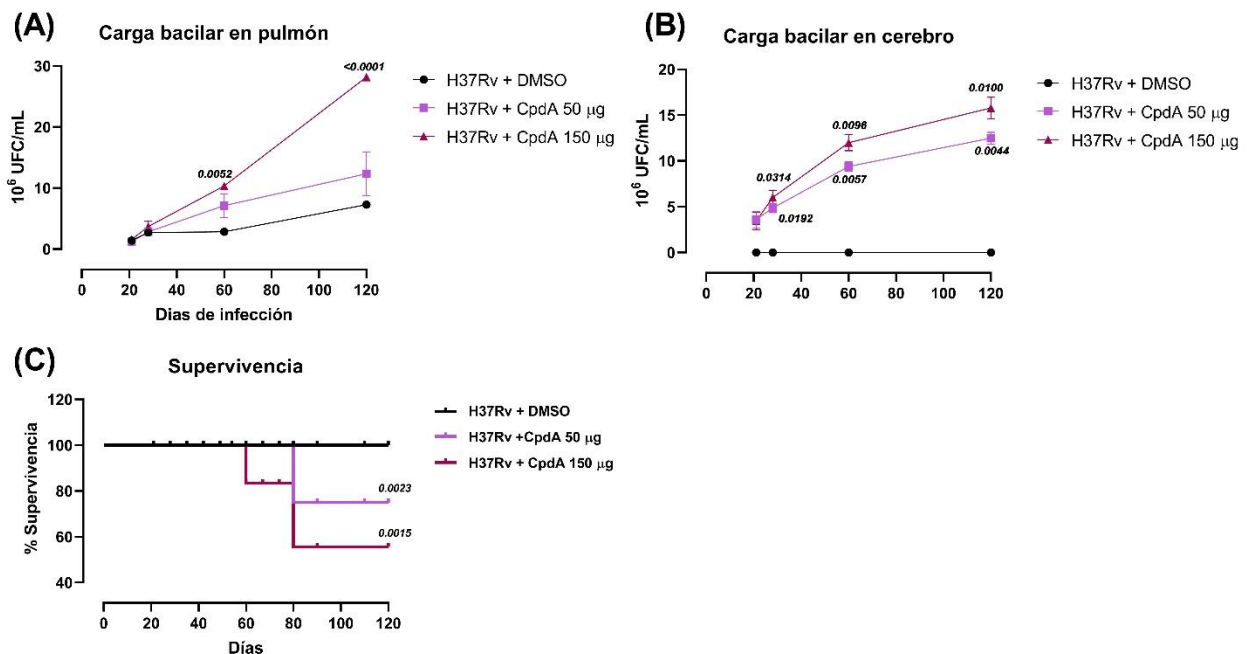 (A)
Carga bacilar en pulmón
10⁶ UFC/mL
30
20
10
0
<0.0001
0.0052
0 20 40 60 80 100 120
Dias de infección
H37Rv + DMSO
H37Rv + CpdA 50 µg
H37Rv + CpdA 150 µg
(B)
Carga bacilar en cerebro
10⁶ UFC/mL
20
15
10
5
0
0.0100
0.0096
0.0044
0.0314
0.0057
0.0192
0 20 40 60 80 100 120
H37Rv + DMSO
H37Rv + CpdA 50 µg
H37Rv + CpdA 150 µg
(C)
Supervivencia
% Supervivencia
120
100
80
60
40
0.0023
0.0015
0 20 40 60 80 100 120
Días
H37Rv + DMSO
H37Rv +CpdA 50 µg
H37Rv + CpdA 150 µg